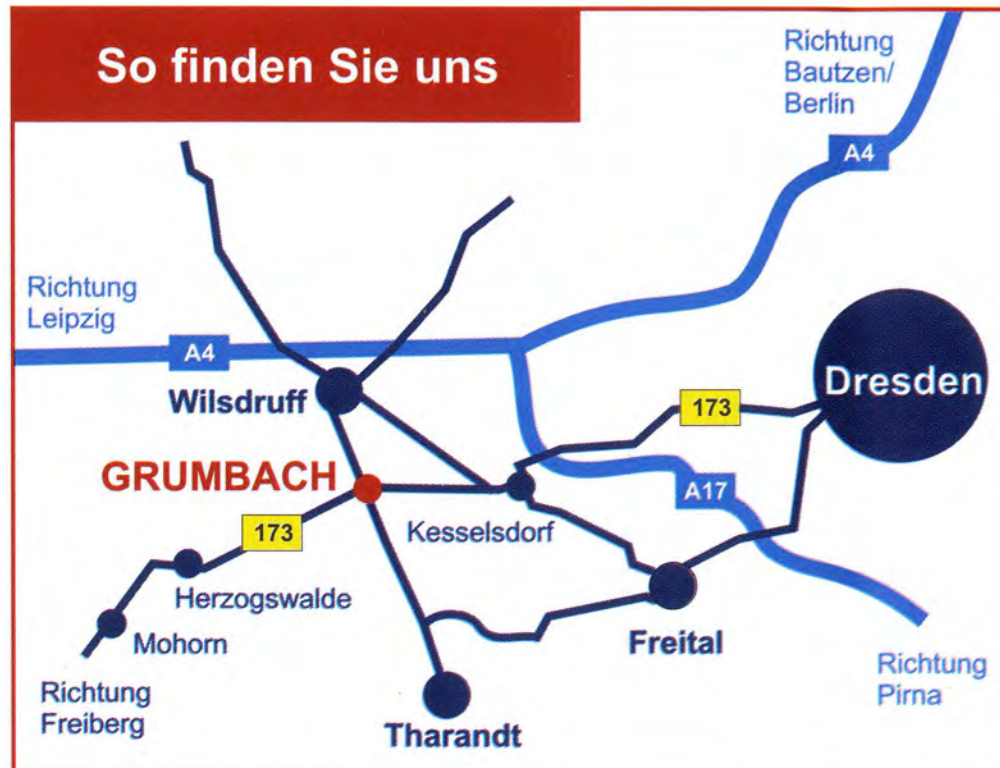 So finden Sie uns
Richtung
Bautzen/
Berlin
A4
Richtung
Leipzig
A4
Wilsdruff
Dresden
173
GRUMBACH
A17
173
Kesselsdorf
Herzogswalde
Mohorn
Freital
Richtung
Freiberg
Richtung
Pirna
Tharandt